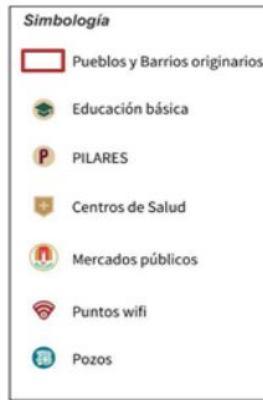 Simbología
Pueblos y Barrios originarios
Educación básica
P PILARES
Centros de Salud
Mercados públicos
Puntos wifi
Pozos